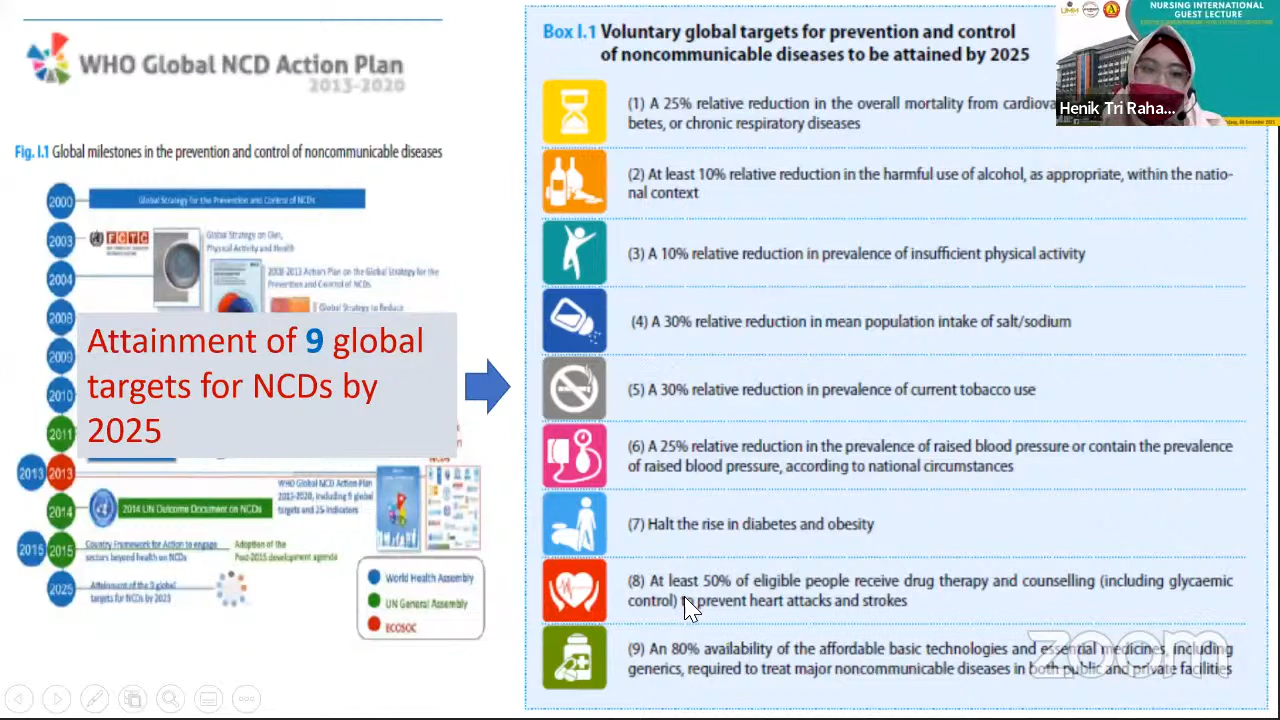 WHO Global NCD Action Plan
2013-2020
Fig. I.1 Global milestones in the prevention and control of noncommunicable diseases
2000
Global Strategy for the Prevention and Control of NCDs
2003
FCTC
Global Strategy on Diet,
Physical Activity and Health
2008-2013 Action Plan on the Global Strategy for the
Prevention and Control of NCDs
2008
Global Strategy to Reduce
2009
2010
2011
Attainment of 9 global
targets for NCDs by
2025
2013
2013
WHO Global NCD Action Plan
2013-2020, including 9 global
targets and 25 indicators
2014
2014 UN Outcome Document on NCDs
2015
2015
Country Framework for Action to engage
sectors beyond health on NCDs
Adoption of the
Post-2015 development agenda
2025
Attainment of the 9 global
targets for NCDs by 2025
World Health Assembly
UN General Assembly
ECOSOC
Box I.1 Voluntary global targets for prevention and control
of noncommunicable diseases to be attained by 2025
(1) A 25% relative reduction in the overall mortality from cardiova
betes, or chronic respiratory diseases
(2) At least 10% relative reduction in the harmful use of alcohol, as appropriate, within the natio-
nal context
(3) A 10% relative reduction in prevalence of insufficient physical activity
(4) A 30% relative reduction in mean population intake of salt/sodium
(5) A 30% relative reduction in prevalence of current tobacco use
(6) A 25% relative reduction in the prevalence of raised blood pressure or contain the prevalence
of raised blood pressure, according to national circumstances
(7) Halt the rise in diabetes and obesity
(8) At least 50% of eligible people receive drug therapy and counselling (including glycaemic
control) to prevent heart attacks and strokes
(9) An 80% availability of the affordable basic technologies and essential medicines, including
generics, required to treat major noncommunicable diseases in both public and private facilities
NURSING INTERNATIONAL
GUEST LECTURE
Henik Tri Raha...
zoom